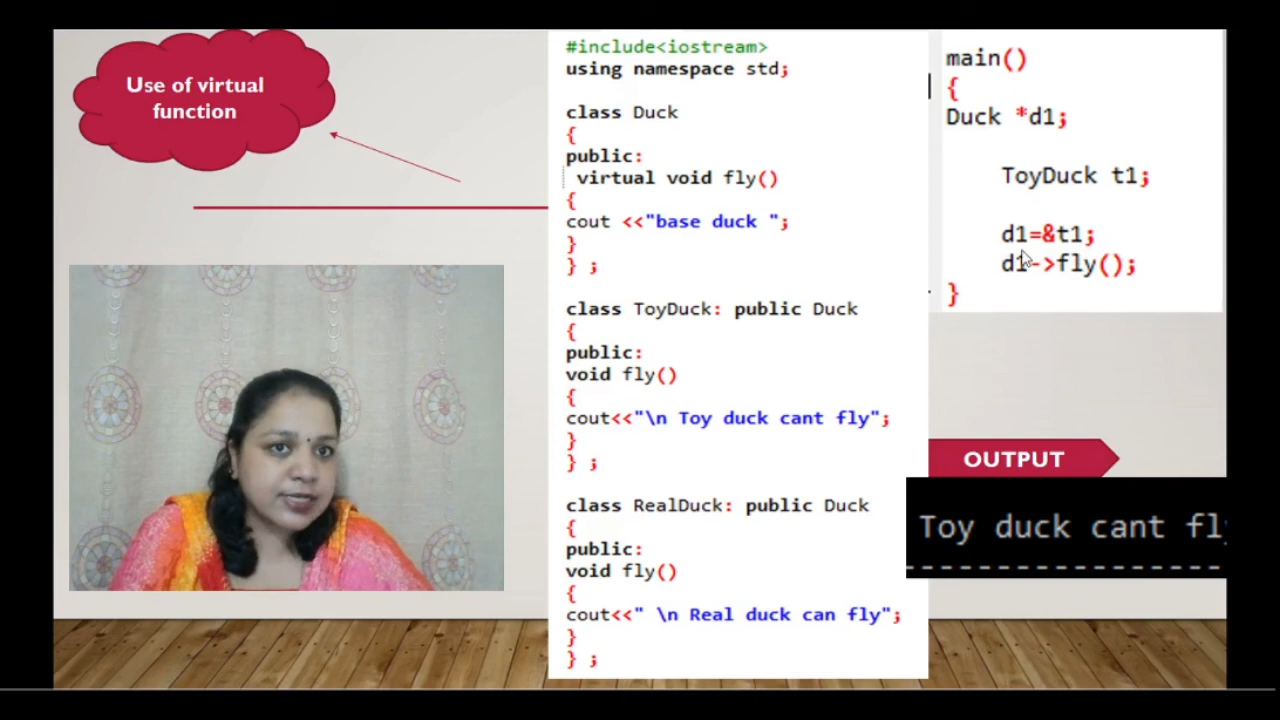 Use of virtual
function
#include<iostream>
using namespace std;
class Duck
{
public:
virtual void fly()
{
cout <<"base duck ";
}
} ;
class ToyDuck: public Duck
{
public:
void fly()
{
cout<<"\n Toy duck cant fly";
}
} ;
class RealDuck: public Duck
{
public:
void fly()
{
cout<<" \n Real duck can fly";
}
} ;
main()
{
Duck *d1;
ToyDuck t1;
d1=&t1;
d1->fly();
}
OUTPUT
Toy duck cant fl